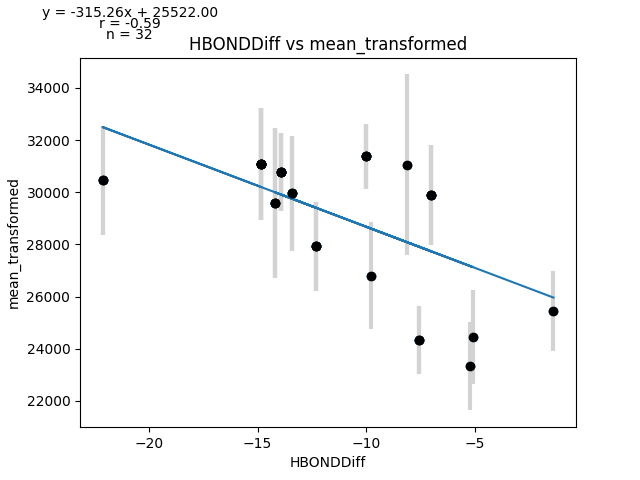 y = -315.26x + 25522.00
r = -0.59
n = 32
HBONDDiff vs mean_transformed
34000
32000
30000
28000
26000
24000
22000
mean_transformed
−20
−15
−10
−5
HBONDDiff